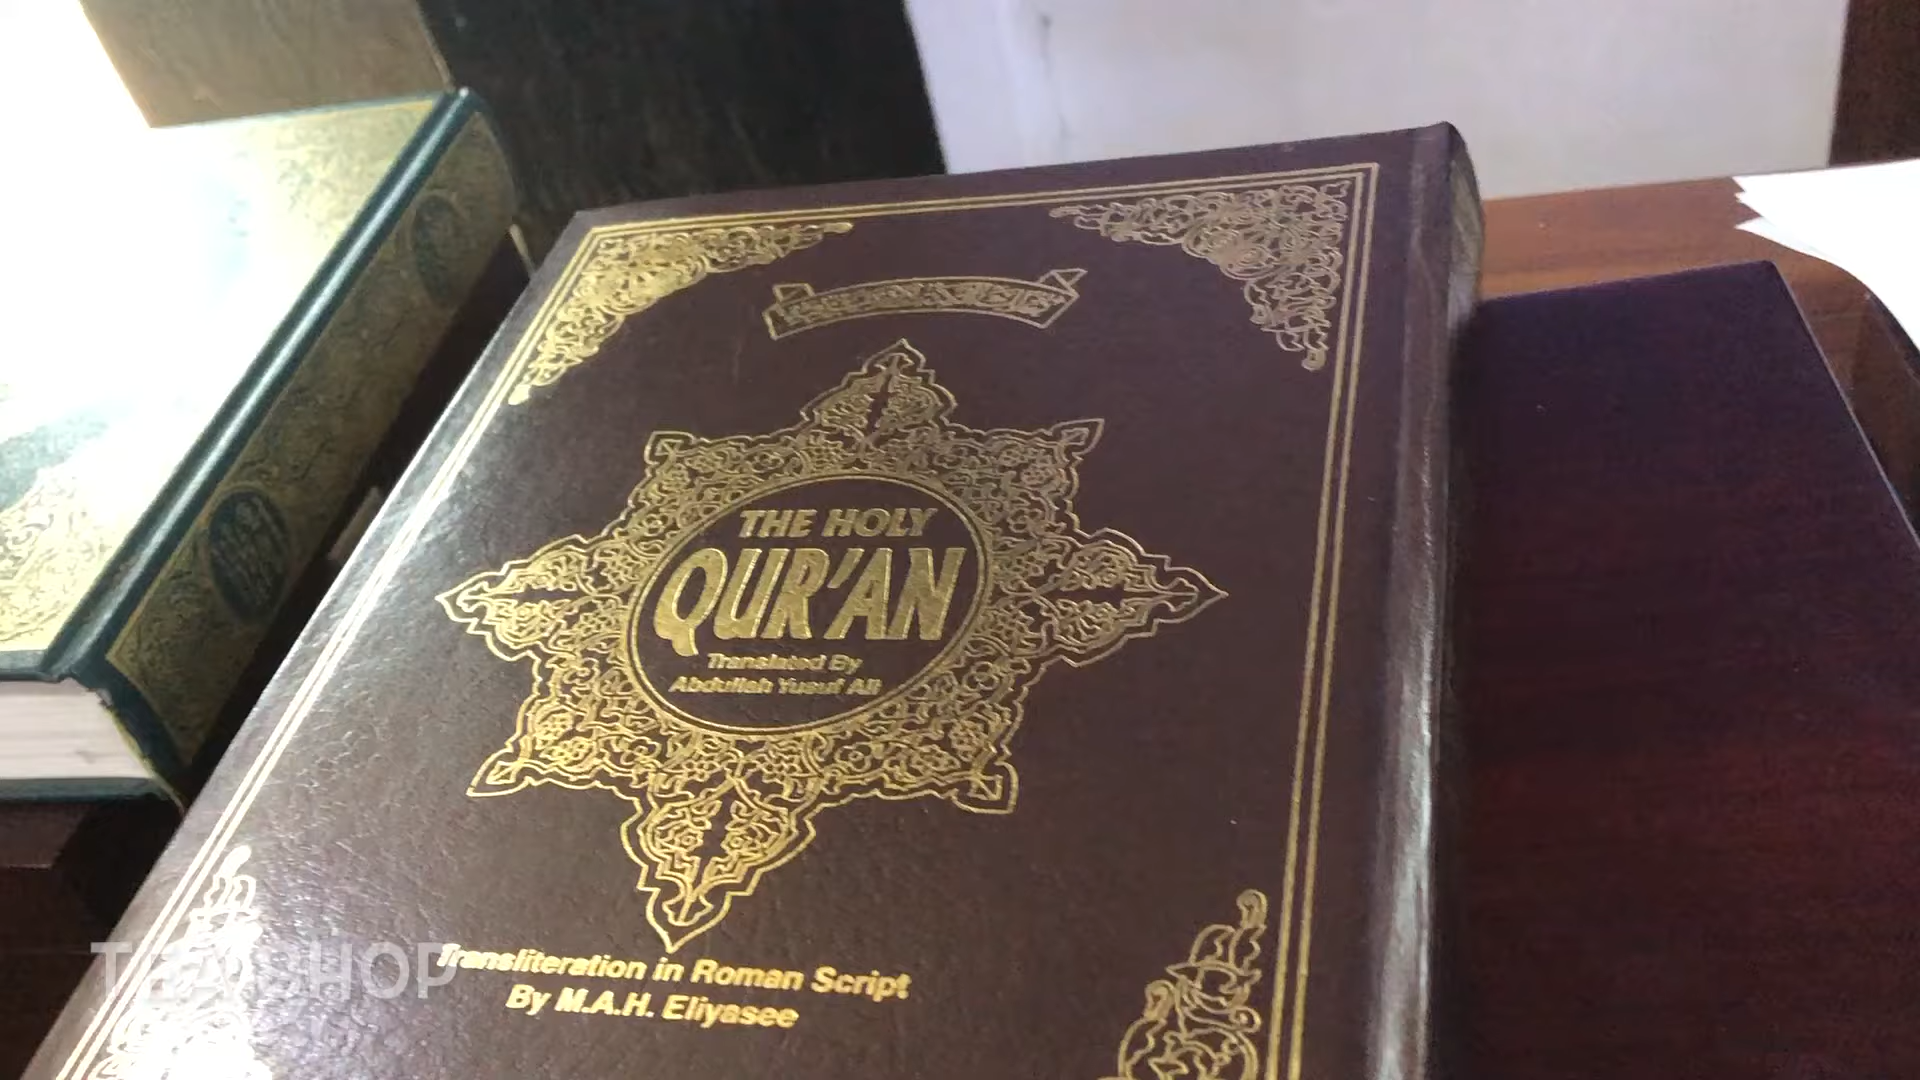 THE HOLY
QUR'AN
Translated By
Abdullah Yusuf Ali
Transliteration in Roman Script
By M.A.H. Eliyasee